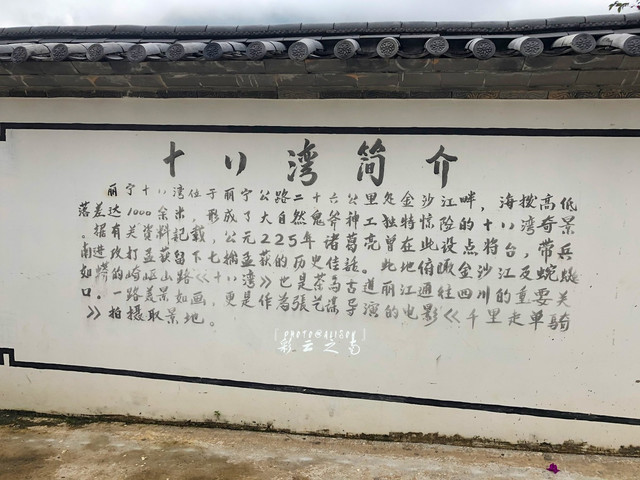 十八湾简介
丽宁十八湾位于丽宁公路二十六公里处金沙江畔，海拨高低
落差达1000余米，形成了大自然鬼斧神工独特惊险的十八湾奇景
。据有关资料记载，公元225年诸葛亮曾在此设点将台，带兵
南进攻打孟获留下七擒孟获的历史佳话。此地俯瞰金沙江及蜿蜒
如蟒的崎岖山路《十八湾》也是茶马古道丽江通往四川的重要关
口。一路美景如画，更是作为張艺谋导演的电影《千里走单骑
》拍摄取景地。
[PHOTO@ALISON]
彩云之南